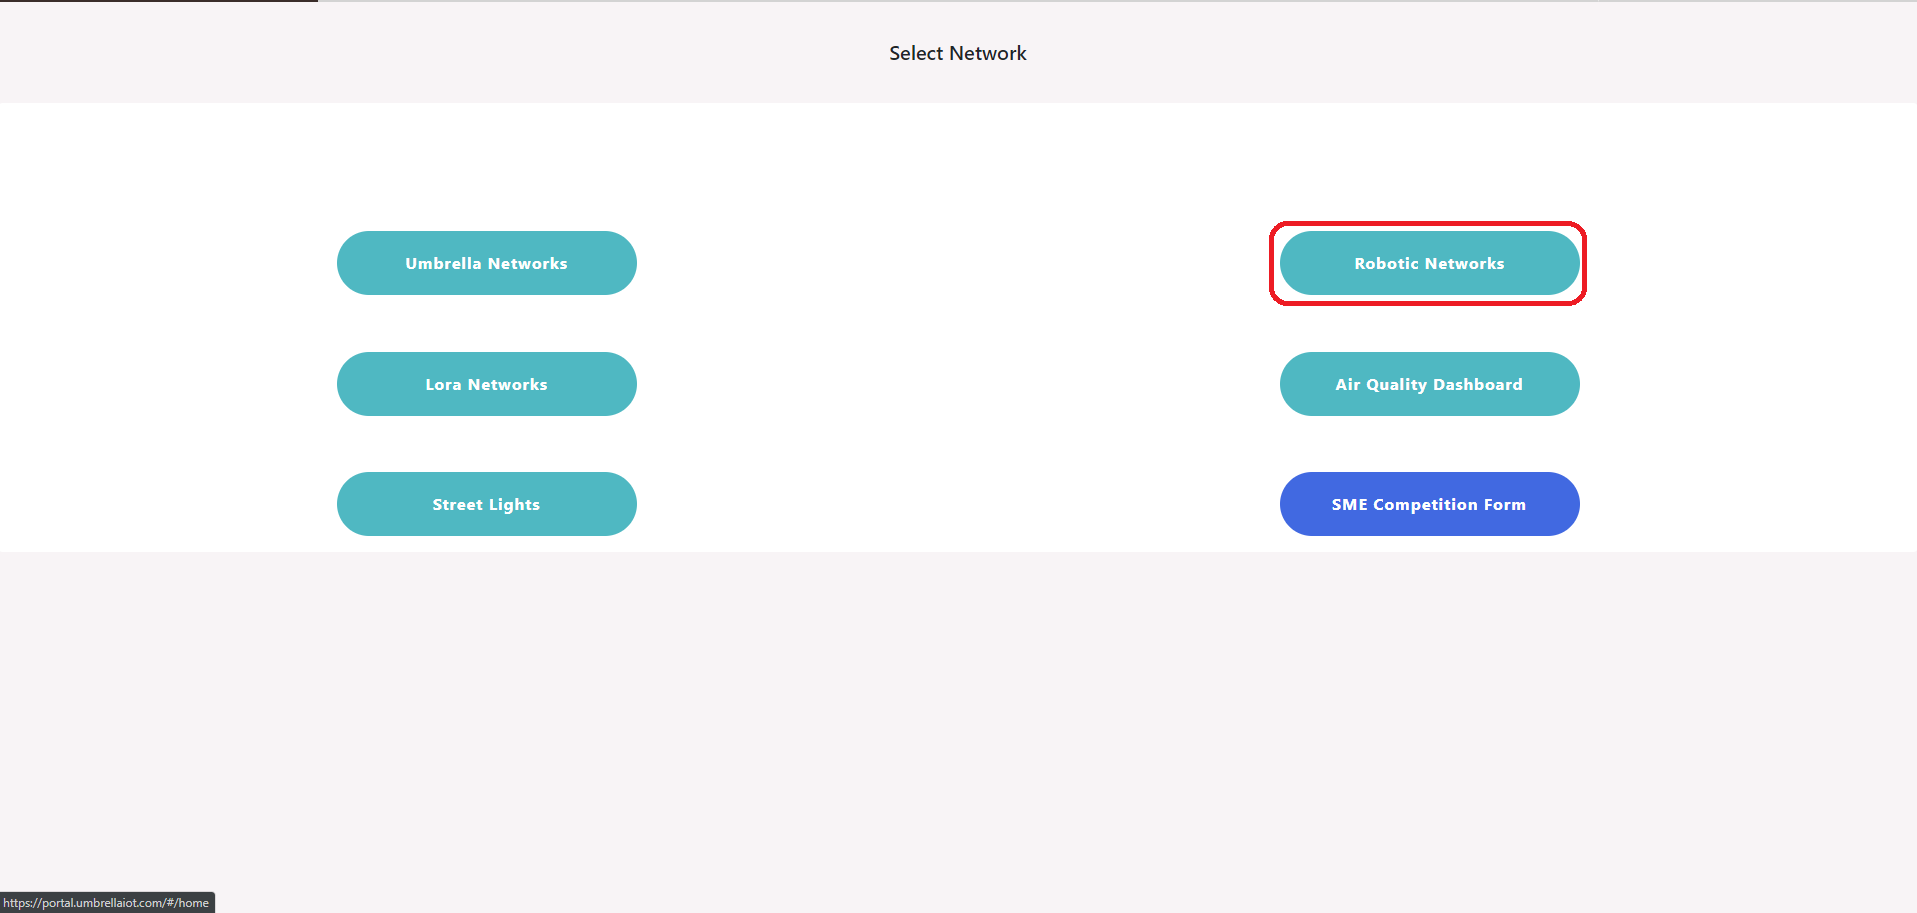 Select Network
Umbrella Networks
Robotic Networks
Lora Networks
Air Quality Dashboard
Street Lights
SME Competition Form
https://portal.umbrellaiot.com/#/home